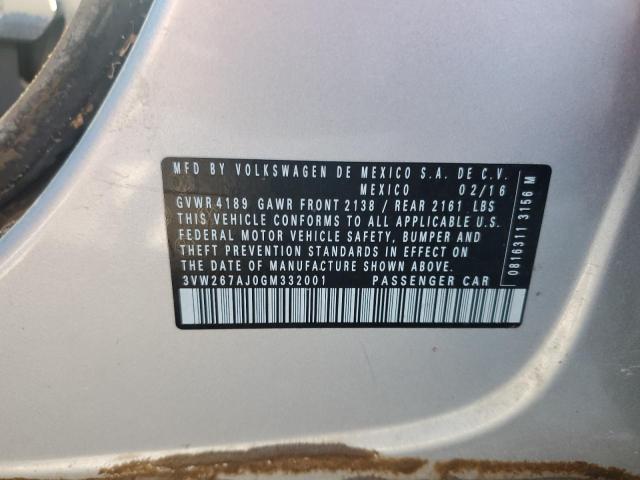 MFD BY VOLKSWAGEN DE MEXICO S.A. DE C.V.
MEXICO 02/16
GVWR 4189 GAWR FRONT 2138 / REAR 2161 LBS
THIS VEHICLE CONFORMS TO ALL APPLICABLE U.S.
FEDERAL MOTOR VEHICLE SAFETY, BUMPER AND
THEFT PREVENTION STANDARDS IN EFFECT ON
THE DATE OF MANUFACTURE SHOWN ABOVE.
3VW267AJ0GM332001 PASSENGER CAR
0816311 3156 M